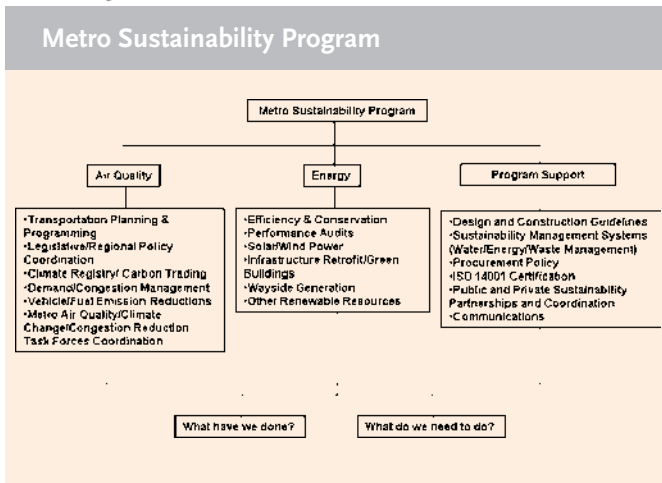 Metro Sustainability Program
Metro Sustainability Program
Air Quality
Energy
Program Support
•Transportation Planning &
Programming
•Legislative/Regional Policy
Coordination
•Climate Registry/ Carbon Trading
•Demand/Congestion Management
•Vehicle/Fuel Emission Reductions
•Metro Air Quality/Climate
Change/Congestion Reduction
Task Forces Coordination
•Efficiency & Conservation
•Performance Audits
•Solar/Wind Power
•Infrastructure Retrofit/Green
Buildings
•Wayside Generation
•Other Renewable Resources
•Design and Construction Guidelines
•Sustainability Management Systems
(Water/Energy/Waste Management)
•Procurement Policy
•ISO 14001 Certification
•Public and Private Sustainability
Partnerships and Coordination
•Communications
What have we done?
What do we need to do?